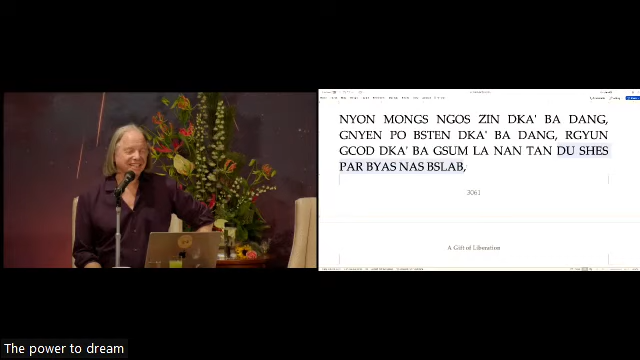 NYON MONGS NGOS ZIN DKA' BA DANG,
GNYEN PO BSTEN DKA' BA DANG, RGYUN
GCOD DKA' BA GSUM LA NAN TAN DU SHES
PAR BYAS NAS BSLAB,
3061
A Gift of Liberation
The power to dream